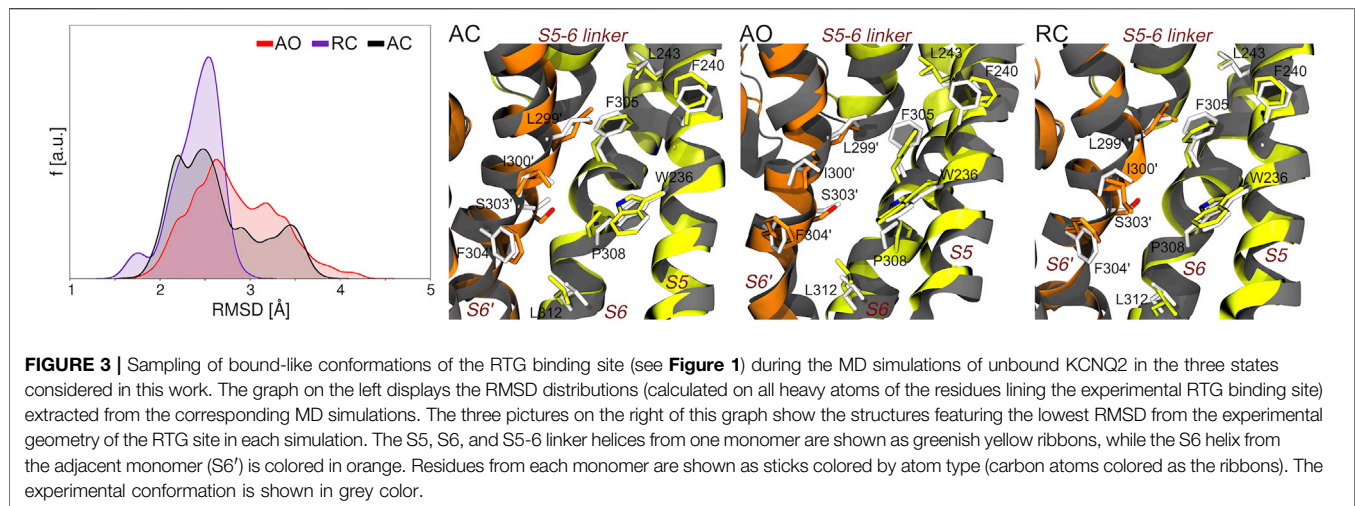 AO RC AC
f [a.u.]
1 2 3 4 5
RMSD [Å]
AC
S5-6 linker
L243
F240
F305
L299'
I300'
W236
S303'
F304'
P308
S5
L312
S6'
S6
AO
S5-6 linker
L243
F240
F305
L299'
I300'
W236
S303'
F304'
P308
S5
L312
S6'
S6
RC
S5-6 linker
L243
F240
F305
L299'
I300'
W236
S303'
P308
S6'
S6
S5
F304'
L312
FIGURE 3 | Sampling of bound-like conformations of the RTG binding site (see Figure 1) during the MD simulations of unbound KCNQ2 in the three states
considered in this work. The graph on the left displays the RMSD distributions (calculated on all heavy atoms of the residues lining the experimental RTG binding site)
extracted from the corresponding MD simulations. The three pictures on the right of this graph show the structures featuring the lowest RMSD from the experimental
geometry of the RTG site in each simulation. The S5, S6, and S5-6 linker helices from one monomer are shown as greenish yellow ribbons, while the S6 helix from
the adjacent monomer (S6′) is colored in orange. Residues from each monomer are shown as sticks colored by atom type (carbon atoms colored as the ribbons). The
experimental conformation is shown in grey color.